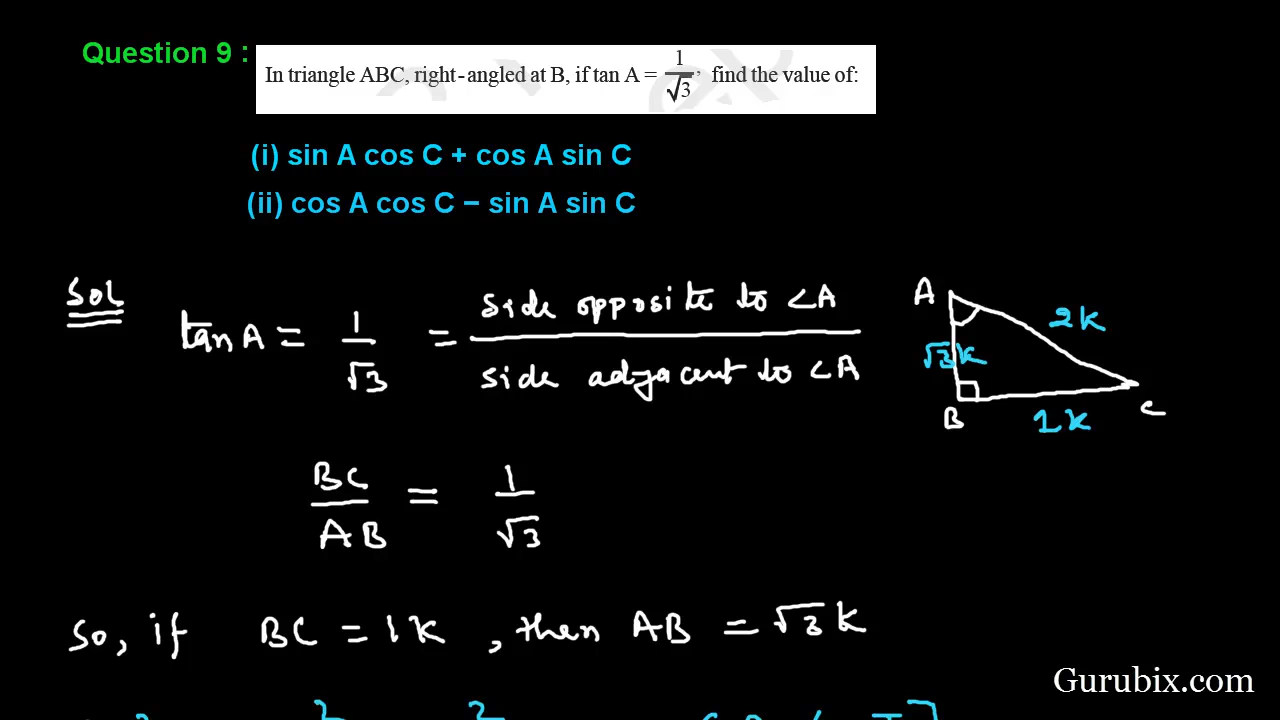 Question 9 :
In triangle ABC, right-angled at B, if tan A = 1/√3, find the value of:
(i) sin A cos C + cos A sin C
(ii) cos A cos C − sin A sin C
Sol
tan A = 1/√3 = side opposite to ∠A / side adjacent to ∠A
A
2k
√3k
B
1k
C
BC/AB = 1/√3
So, if BC = 1k, then AB = √3k
Gurubix.com